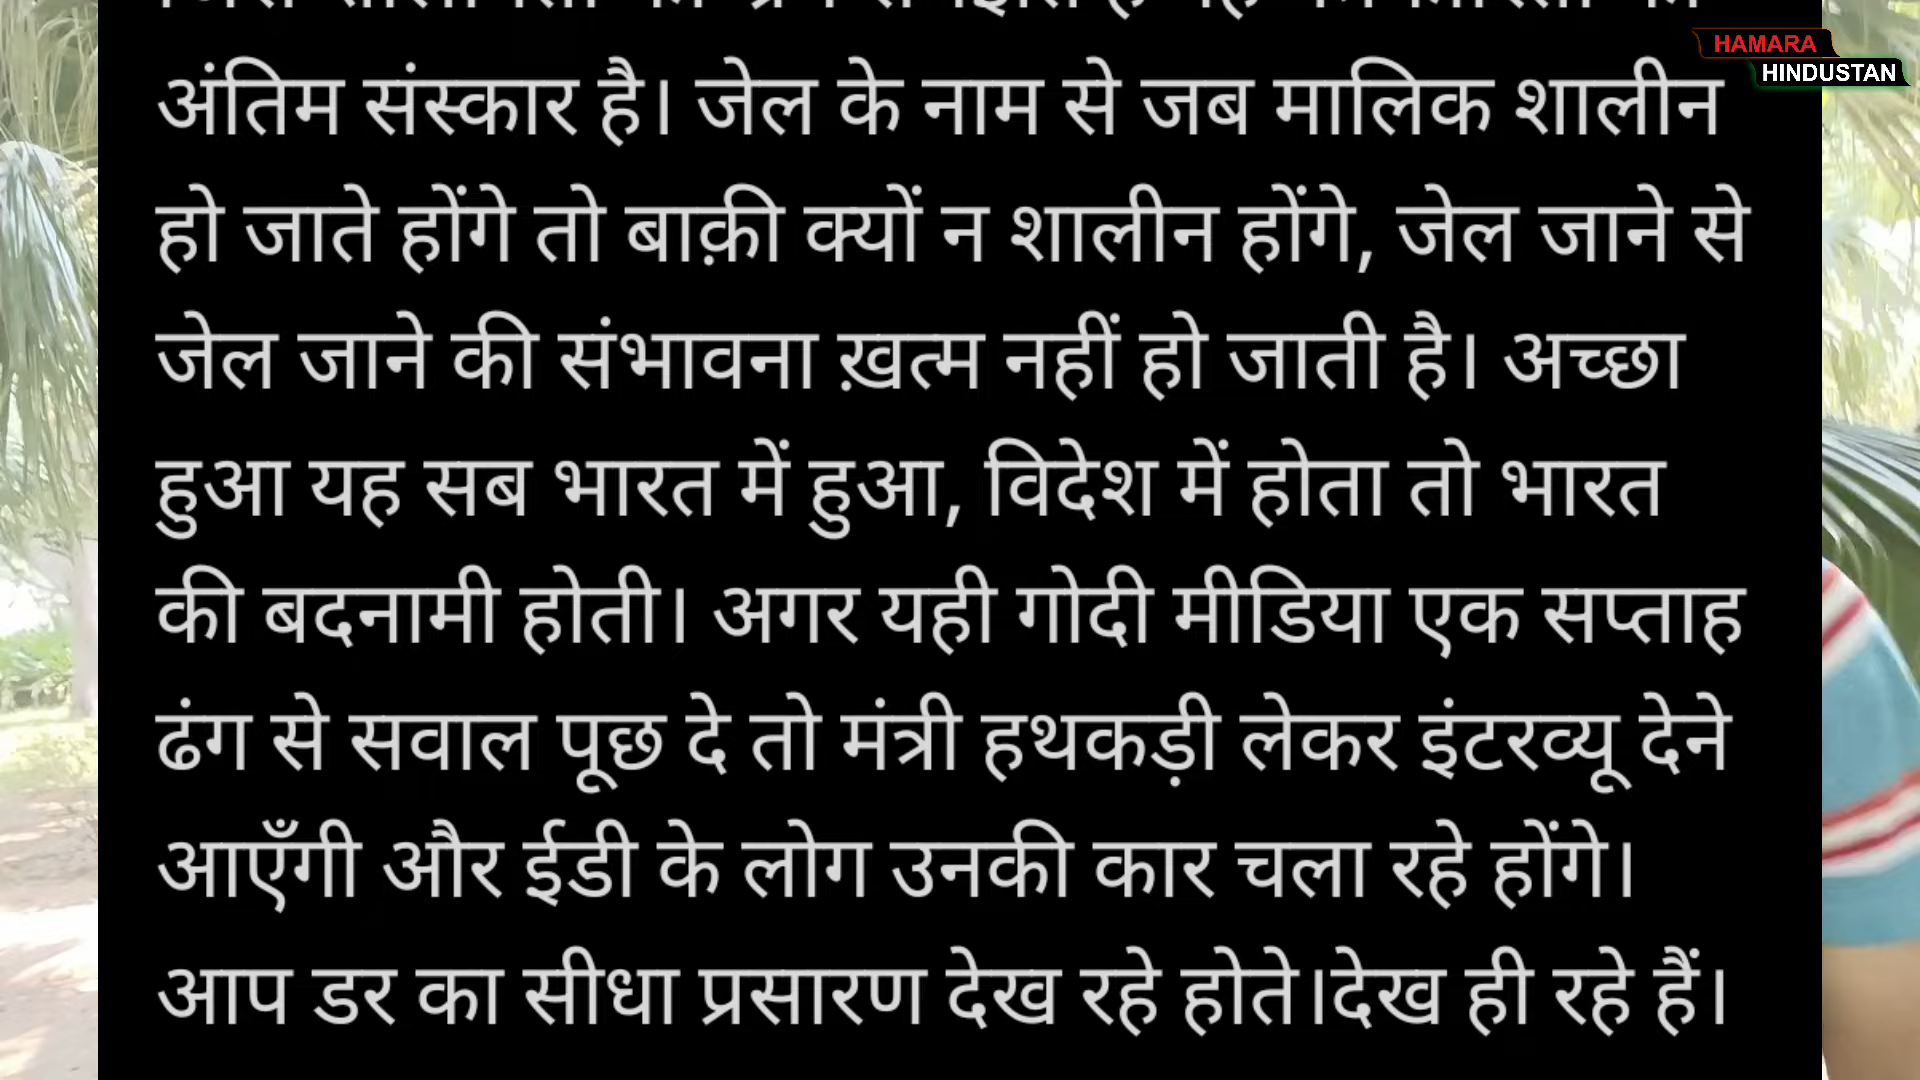 HAMARA
HINDUSTAN
अंतिम संस्कार है। जेल के नाम से जब मालिक शालीन
हो जाते होंगे तो बाक़ी क्यों न शालीन होंगे, जेल जाने से
जेल जाने की संभावना ख़त्म नहीं हो जाती है। अच्छा
हुआ यह सब भारत में हुआ, विदेश में होता तो भारत
की बदनामी होती। अगर यही गोदी मीडिया एक सप्ताह
ढंग से सवाल पूछ दे तो मंत्री हथकड़ी लेकर इंटरव्यू देने
आएँगी और ईडी के लोग उनकी कार चला रहे होंगे।
आप डर का सीधा प्रसारण देख रहे होते।देख ही रहे हैं।